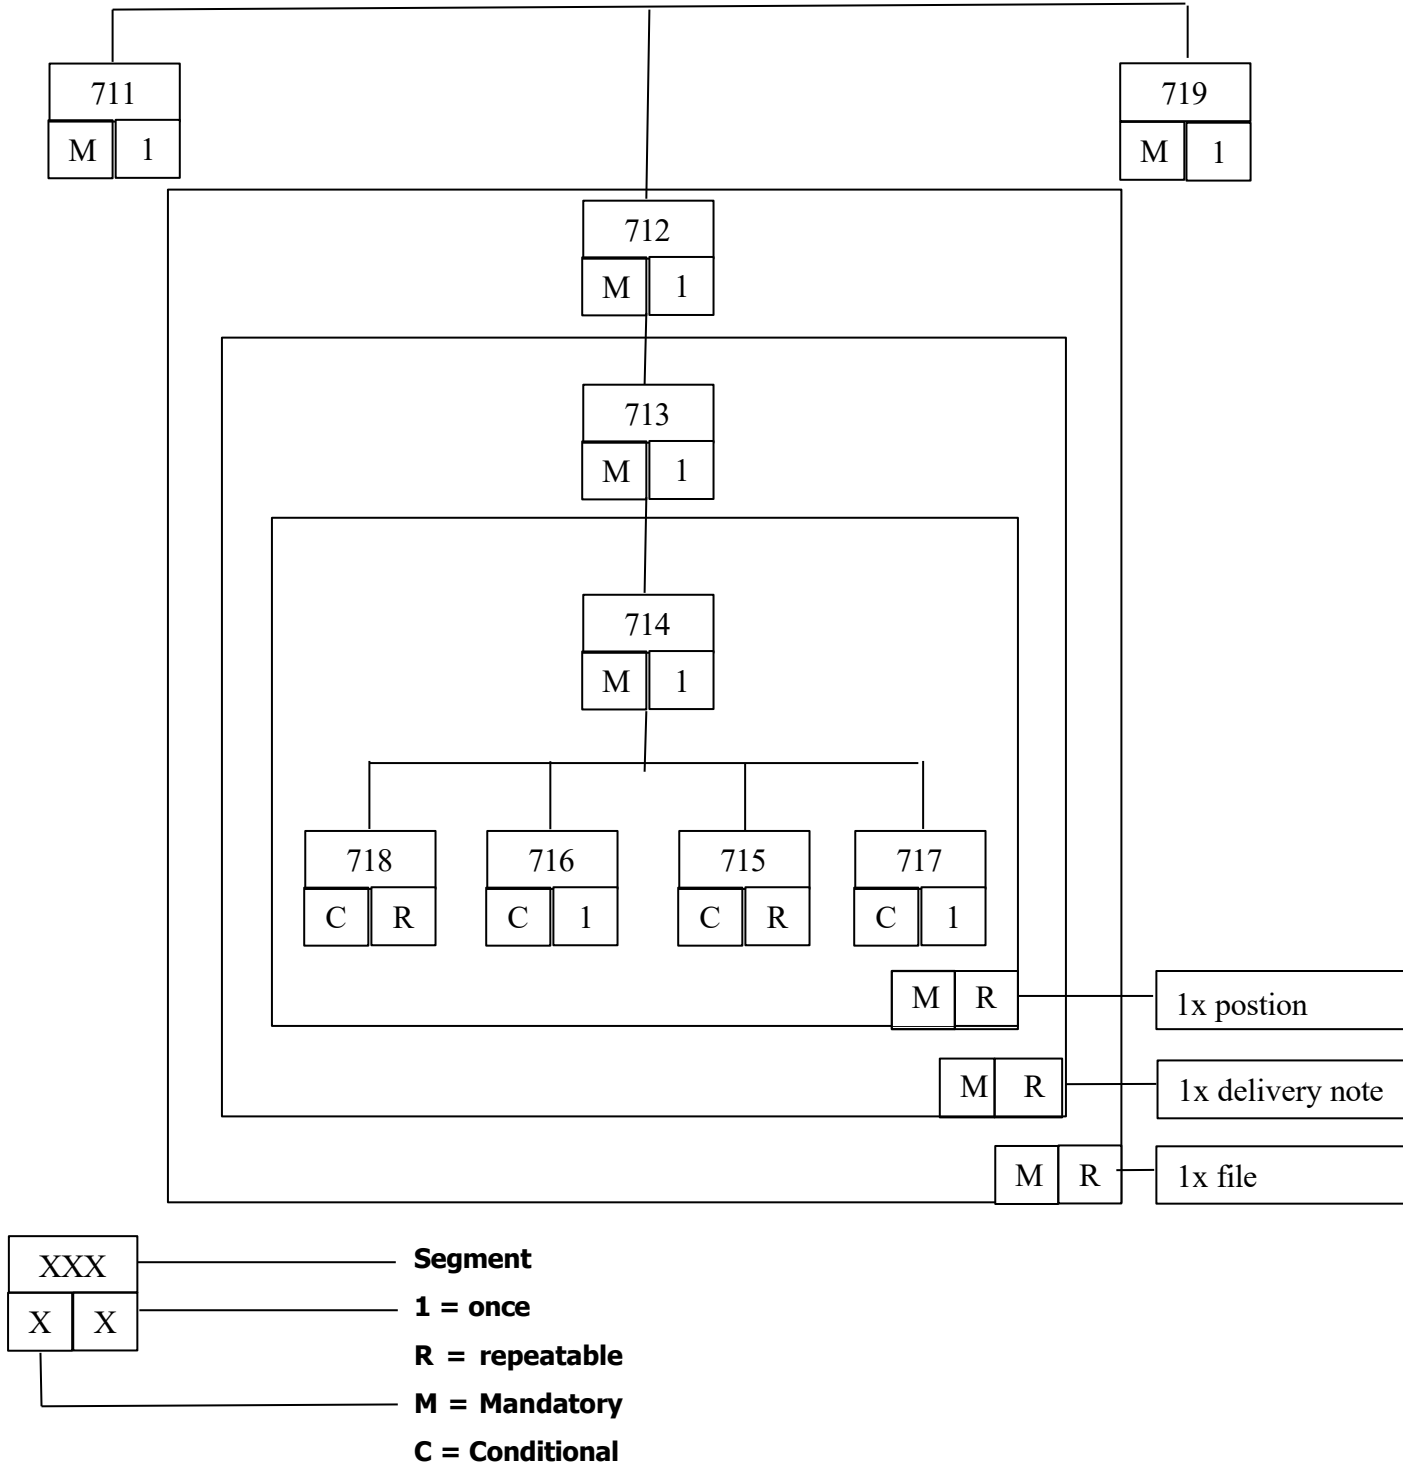 711
M 1
719
M 1
712
M 1
713
M 1
714
M 1
718 716 715 717
C R C 1 C R C 1
M R 1x postion
M R 1x delivery note
M R 1x file
XXX Segment
X X 1 = once
R = repeatable
M = Mandatory
C = Conditional